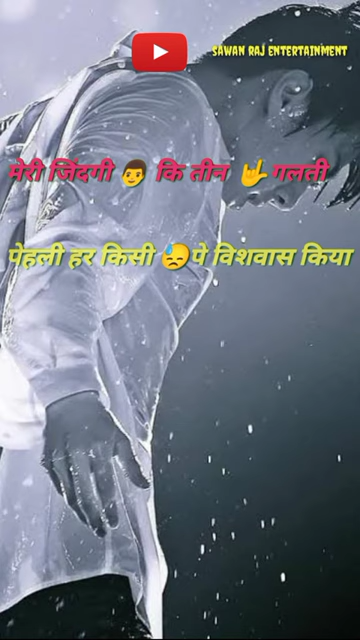 SAWAN RAJ ENTERTAINMENT
मेरी जिंदगी 👨 कि तीन 🤟 गलती
पेहली हर किसी 😓 पे विशवास किया